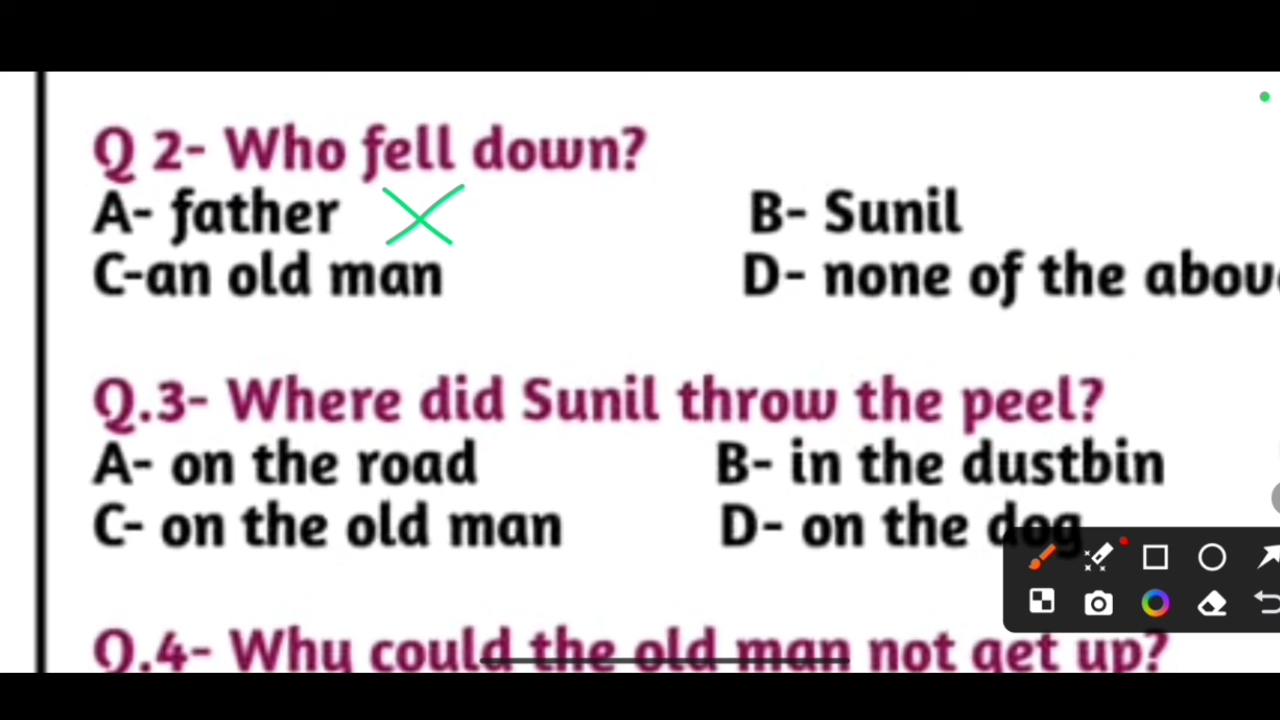 Q 2- Who fell down?
A- father B- Sunil
C-an old man D- none of the above
Q.3- Where did Sunil throw the peel?
A- on the road B- in the dustbin
C- on the old man D- on the dog
Q.4- Why could the old man not get up?